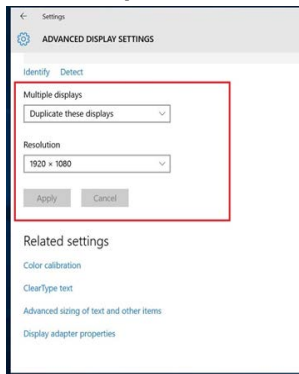 Settings
ADVANCED DISPLAY SETTINGS
Identify Detect
Multiple displays
Duplicate these displays
Resolution
1920 × 1080
Apply Cancel
Related settings
Color calibration
ClearType text
Advanced sizing of text and other items
Display adapter properties